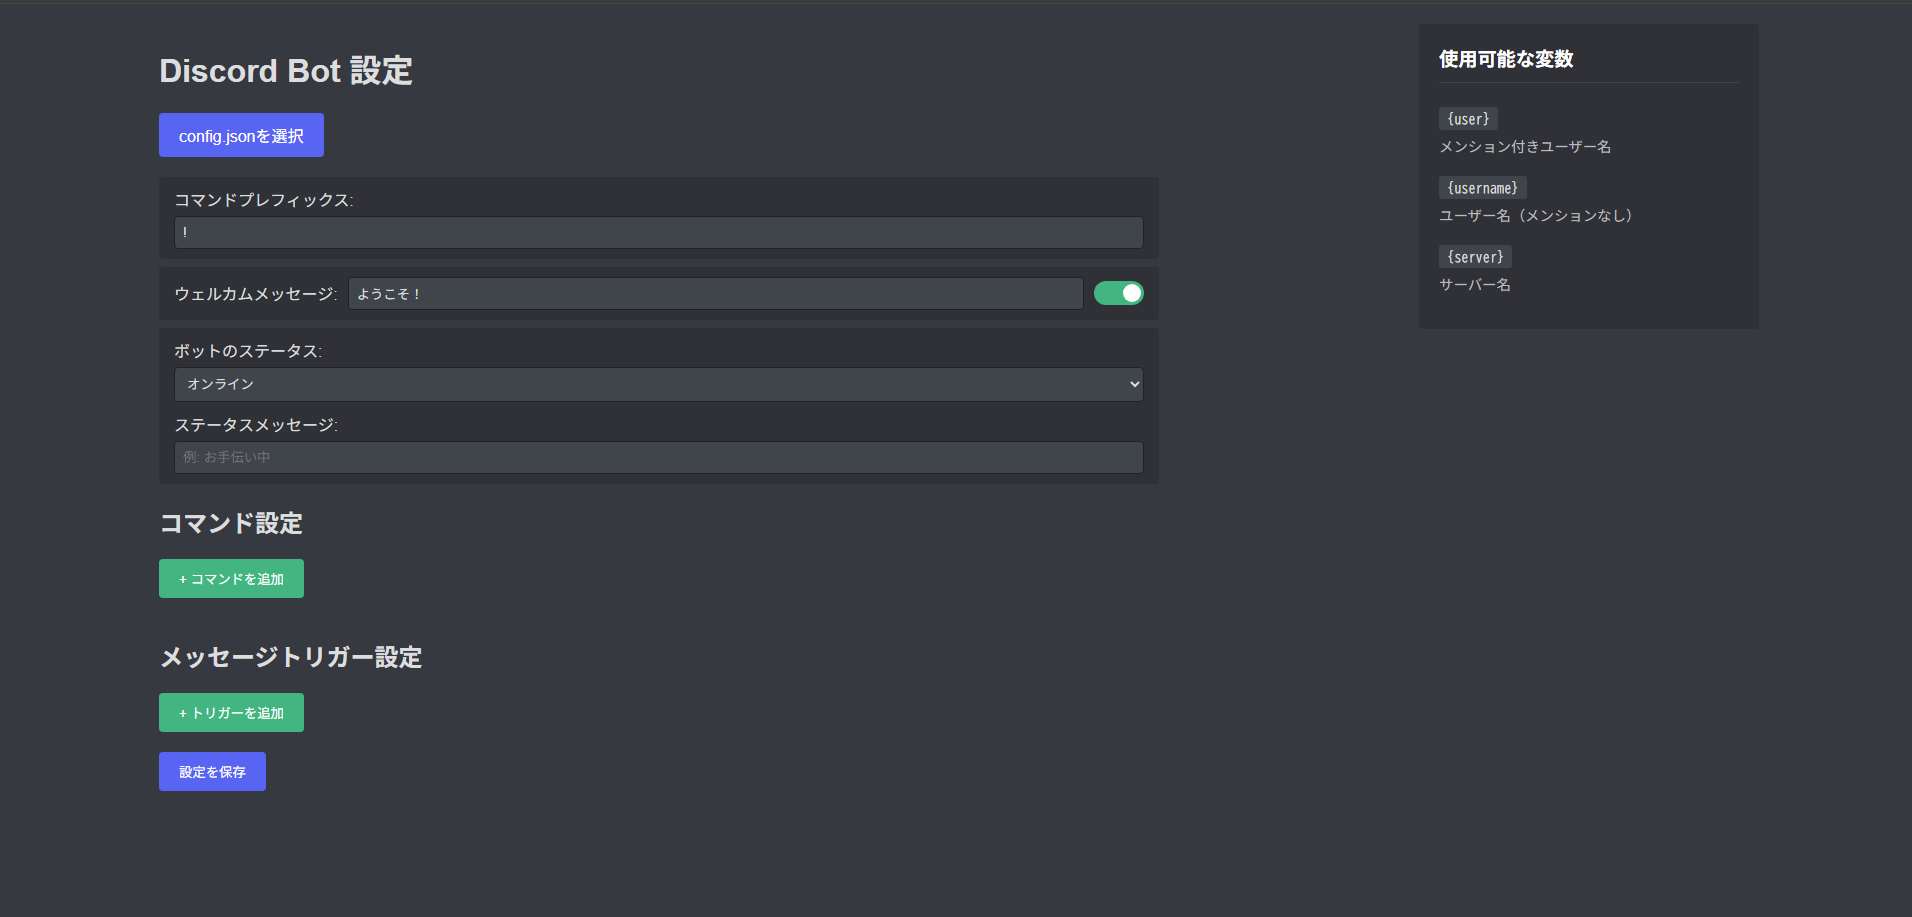 Discord Bot 設定
config.jsonを選択
コマンドプレフィックス:
!
ウェルカムメッセージ: ようこそ！
ボットのステータス:
オンライン
ステータスメッセージ:
例: お手伝い中
コマンド設定
+ コマンドを追加
メッセージトリガー設定
+ トリガーを追加
設定を保存
使用可能な変数
{user}
メンション付きユーザー名
{username}
ユーザー名（メンションなし）
{server}
サーバー名